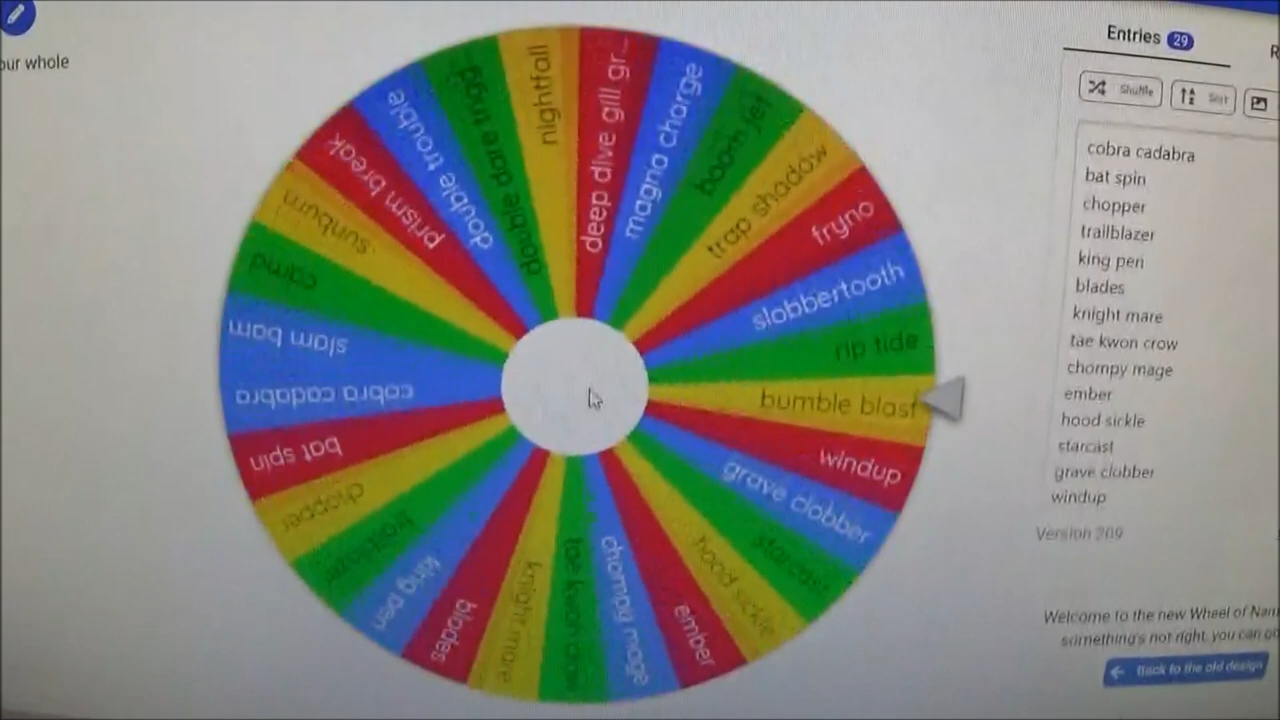 our whole
Entries 29
R
Shuffle
Sort
nightfall
deep dive gill gr...
magna charge
boom jet
trap shadow
fryno
slobbertooth
rip tide
bumble blast
windup
grave clobber
starcast
hood sickle
ember
chompy mage
tae kwon crow
knight mare
blades
king pen
trailblazer
chopper
bat spin
cobra cadabra
slam bam
sunburn
prism break
double trouble
double dare trigg...
cobra cadabra
bat spin
chopper
trailblazer
king pen
blades
knight mare
tae kwon crow
chompy mage
ember
hood sickle
starcast
grave clobber
windup
Version 209
Welcome to the new Wheel of Nam
something's not right, you can go
Back to the old design